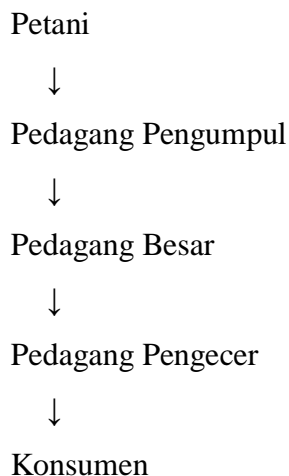 Petani
↓
Pedagang Pengumpul
↓
Pedagang Besar
↓
Pedagang Pengecer
↓
Konsumen